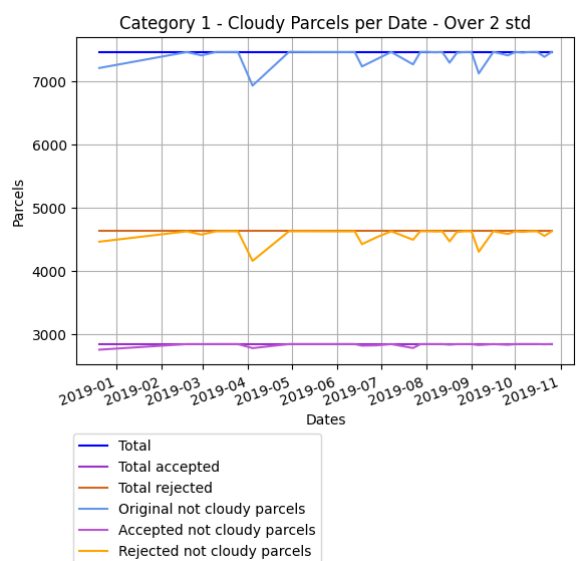 Category 1 - Cloudy Parcels per Date - Over 2 std
7000
6000
5000
4000
3000
Parcels
2019-01
2019-02
2019-03
2019-04
2019-05
2019-06
2019-07
2019-08
2019-09
2019-10
2019-11
Dates
Total
Total accepted
Total rejected
Original not cloudy parcels
Accepted not cloudy parcels
Rejected not cloudy parcels